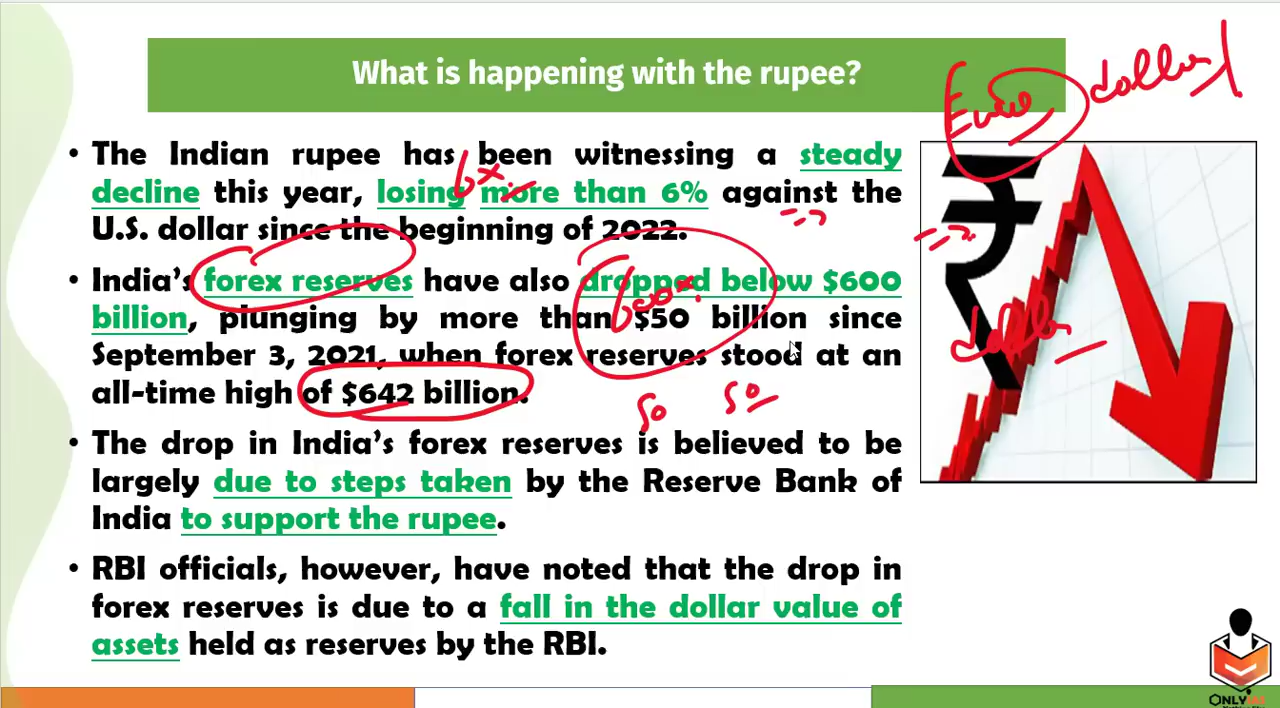 What is happening with the rupee?
Euro dollar
• The Indian rupee has been witnessing a steady
decline this year, losing more than 6% against the
U.S. dollar since the beginning of 2022.
6%
• India's forex reserves have also dropped below $600
billion, plunging by more than $50 billion since
September 3, 2021, when forex reserves stood at an
all-time high of $642 billion.
dollar
50 50
• The drop in India's forex reserves is believed to be
largely due to steps taken by the Reserve Bank of
India to support the rupee.
• RBI officials, however, have noted that the drop in
forex reserves is due to a fall in the dollar value of
assets held as reserves by the RBI.
₹
ONLYIAS